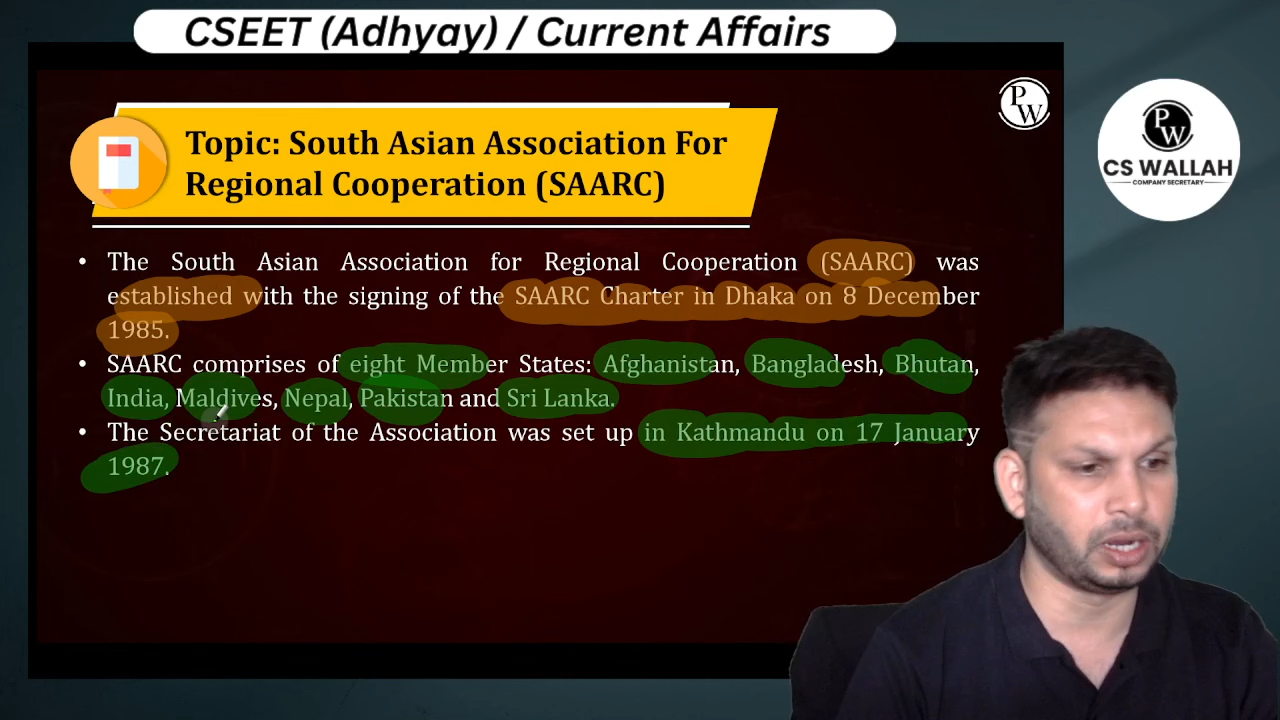 CSEET (Adhyay) / Current Affairs
PW
PW
CS WALLAH
COMPANY SECRETARY
Topic: South Asian Association For
Regional Cooperation (SAARC)
• The South Asian Association for Regional Cooperation (SAARC) was
established with the signing of the SAARC Charter in Dhaka on 8 December
1985.
• SAARC comprises of eight Member States: Afghanistan, Bangladesh, Bhutan,
India, Maldives, Nepal, Pakistan and Sri Lanka.
• The Secretariat of the Association was set up in Kathmandu on 17 January
1987.